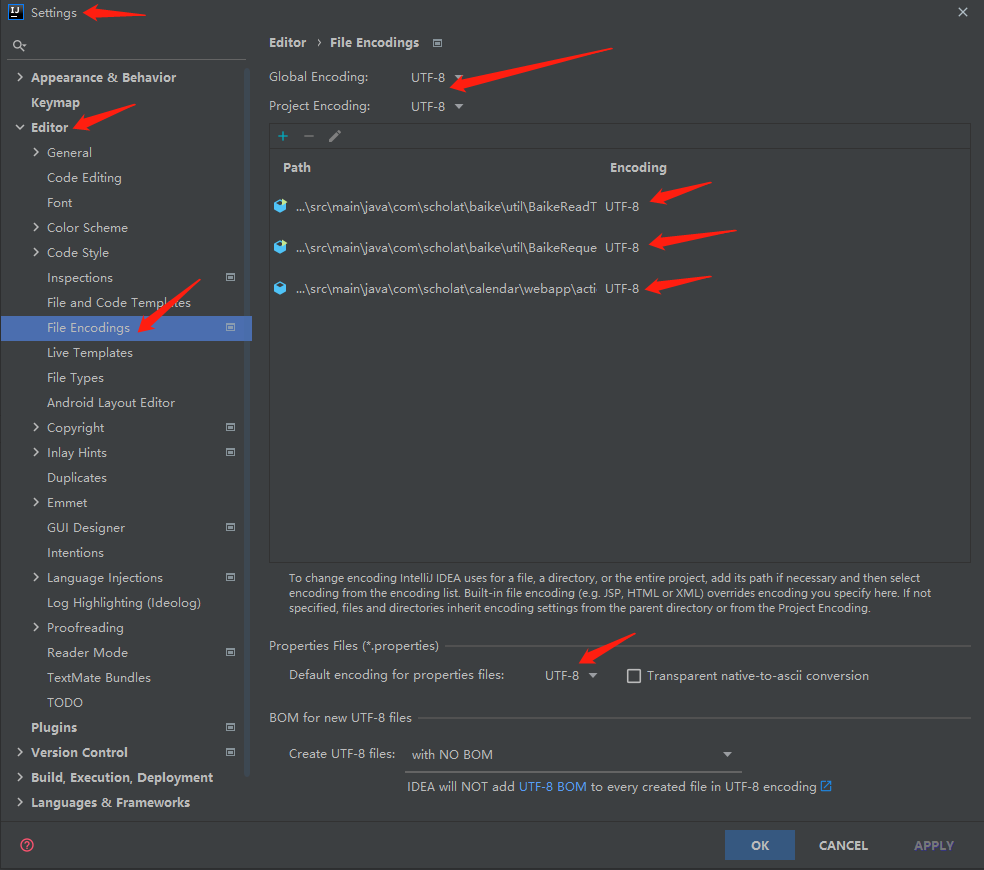 IJ
Settings
Appearance & Behavior
Keymap
Editor
General
Code Editing
Font
Color Scheme
Code Style
Inspections
File and Code Templates
File Encodings
Live Templates
File Types
Android Layout Editor
Copyright
Inlay Hints
Duplicates
Emmet
GUI Designer
Intentions
Language Injections
Log Highlighting (Ideolog)
Proofreading
Reader Mode
TextMate Bundles
TODO
Plugins
Version Control
Build, Execution, Deployment
Languages & Frameworks
Editor › File Encodings
Global Encoding: UTF-8
Project Encoding: UTF-8
Path Encoding
...\src\main\java\com\scholat\baike\util\BaikeReadT UTF-8
...\src\main\java\com\scholat\baike\util\BaikeReque UTF-8
...\src\main\java\com\scholat\calendar\webapp\acti UTF-8
To change encoding IntelliJ IDEA uses for a file, a directory, or the entire project, add its path if necessary and then select
encoding from the encoding list. Built-in file encoding (e.g. JSP, HTML or XML) overrides encoding you specify here. If not
specified, files and directories inherit encoding settings from the parent directory or from the Project Encoding.
Properties Files (*.properties)
Default encoding for properties files: UTF-8 Transparent native-to-ascii conversion
BOM for new UTF-8 files
Create UTF-8 files: with NO BOM
IDEA will NOT add UTF-8 BOM to every created file in UTF-8 encoding
? OK CANCEL APPLY